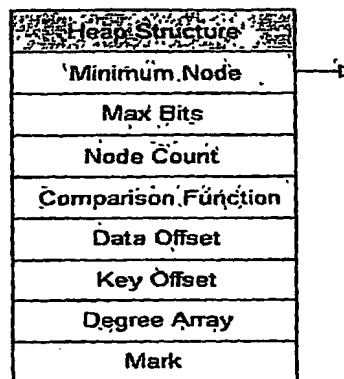 Heap Structure
Minimum Node
Max Bits
Node Count
Comparison Function
Data Offset
Key Offset
Degree Array
Mark